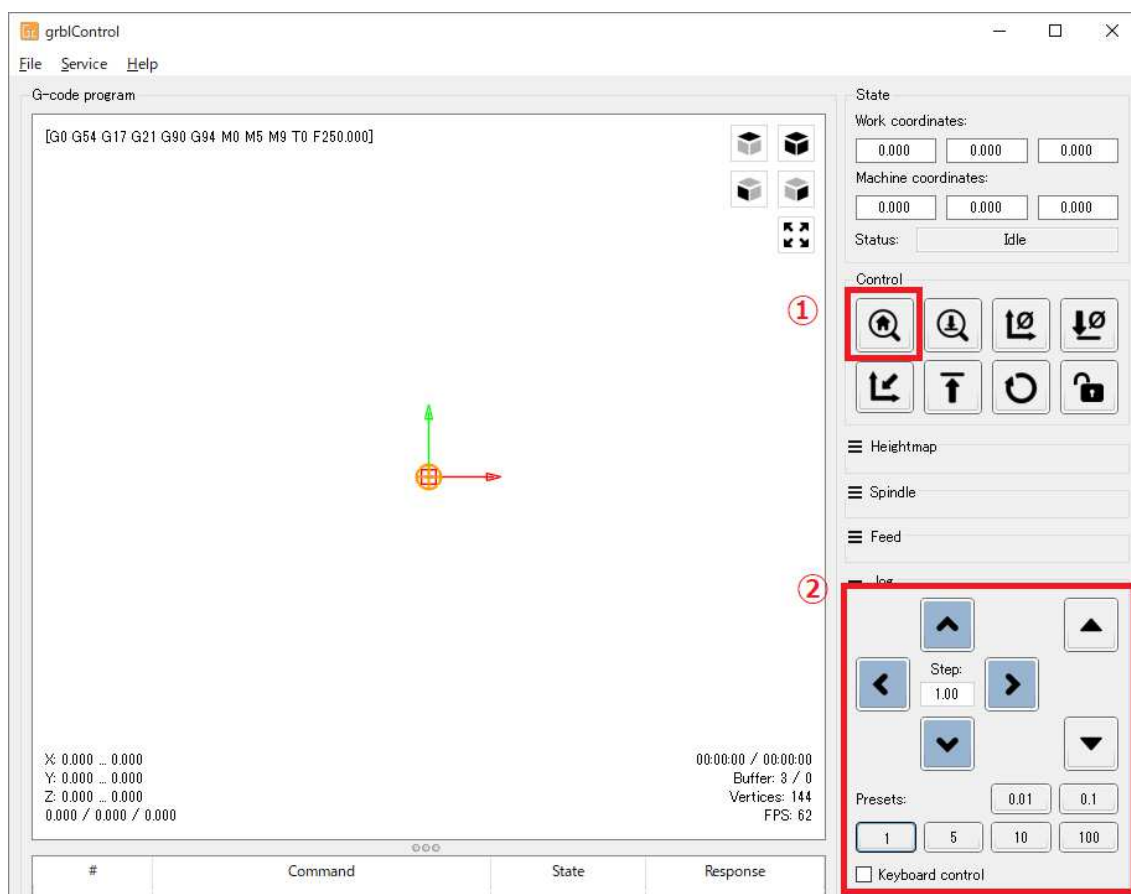 grblControl
File Service Help
G-code program
[G0 G54 G17 G21 G90 G94 M0 M5 M9 T0 F250.000]
X: 0.000 ... 0.000
Y: 0.000 ... 0.000
Z: 0.000 ... 0.000
0.000 / 0.000 / 0.000
00:00:00 / 00:00:00
Buffer: 3 / 0
Vertices: 144
FPS: 62
# Command State Response
State
Work coordinates:
0.000 0.000 0.000
Machine coordinates:
0.000 0.000 0.000
Status: Idle
Control
①
Heightmap
Spindle
Feed
②
Jog
Step:
1.00
Presets: 0.01 0.1
1 5 10 100
Keyboard control